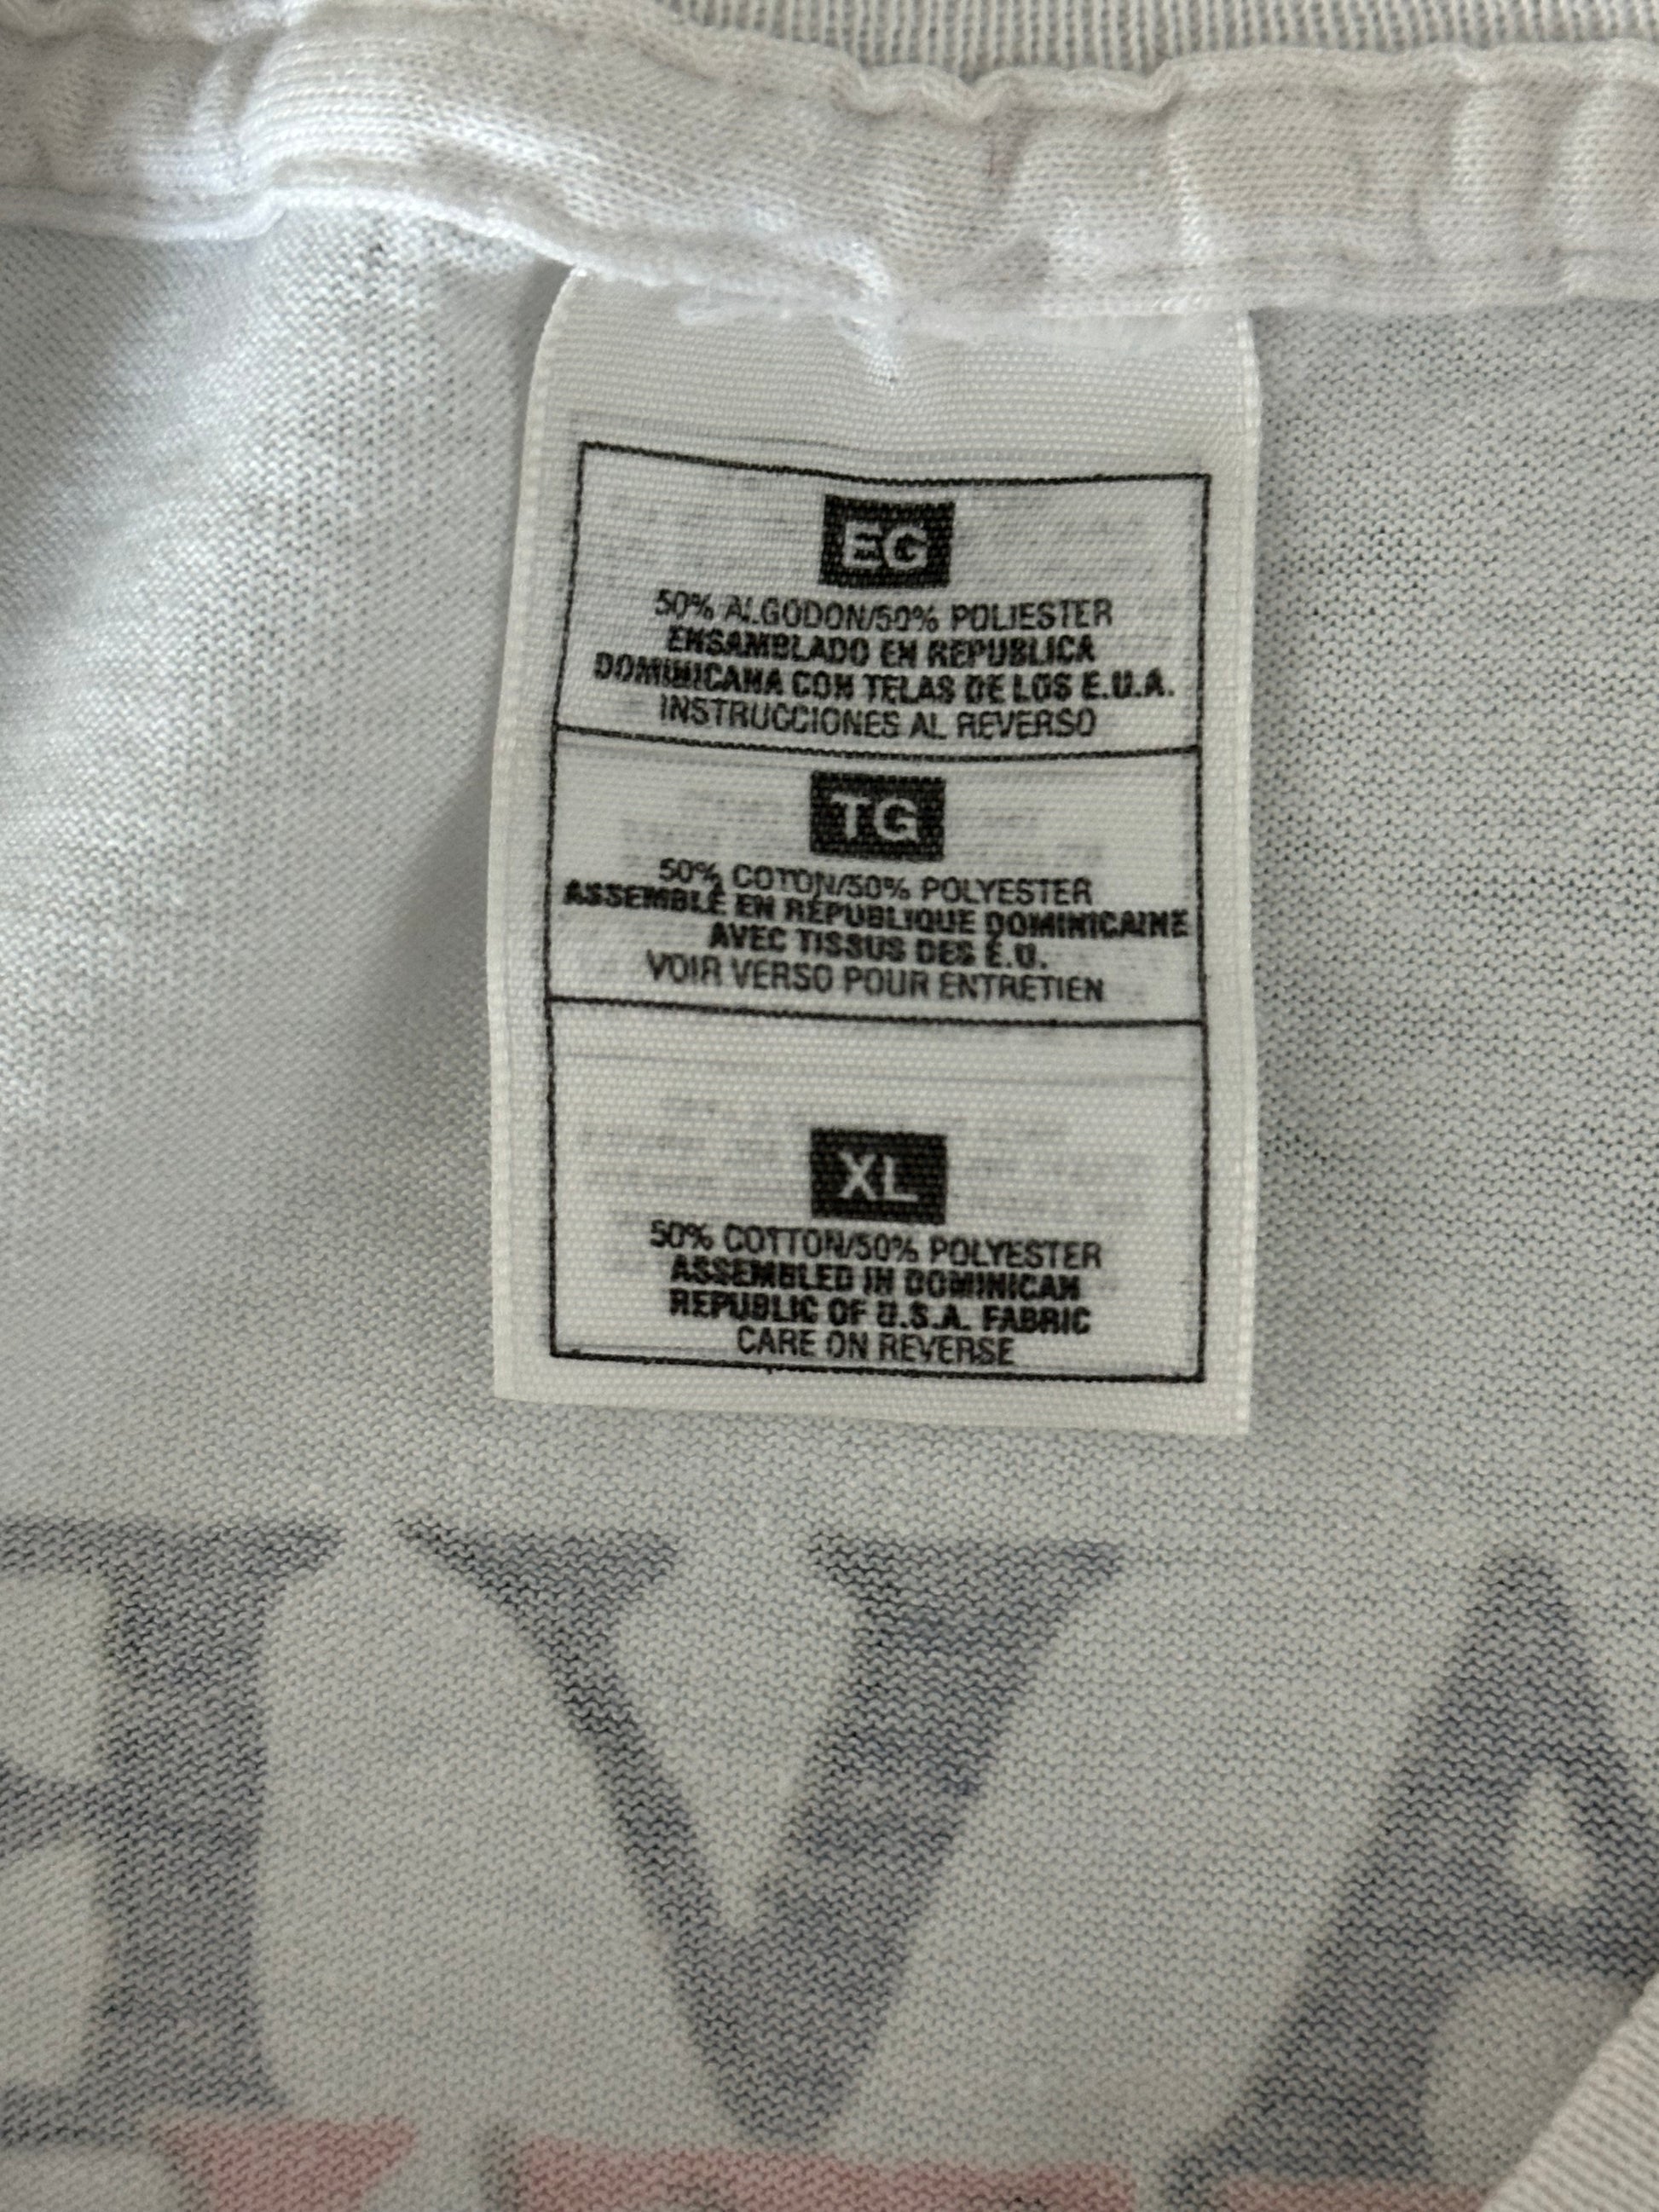 EG
50% ALGODON/50% POLIESTER
ENSAMBLADO EN REPUBLICA
DOMINICANA CON TELAS DE LOS E.U.A.
INSTRUCCIONES AL REVERSO
TG
50% COTON/50% POLYESTER
ASSEMBLÉ EN RÉPUBLIQUE DOMINICAINE
AVEC TISSUS DES É.U.
VOIR VERSO POUR ENTRETIEN
XL
50% COTTON/50% POLYESTER
ASSEMBLED IN DOMINICAN
REPUBLIC OF U.S.A. FABRIC
CARE ON REVERSE